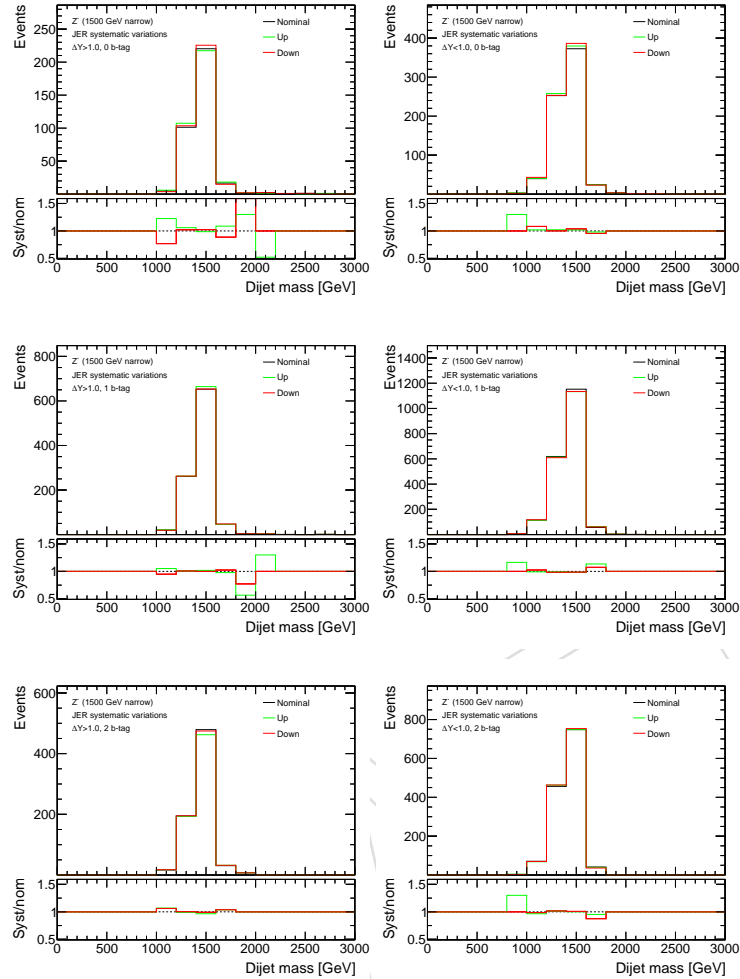 Events
250
200
150
100
50
Z' (1500 GeV narrow)
JER systematic variations
ΔY>1.0, 0 b-tag
Nominal
Up
Down
Syst/nom
1.5
1
0.5
0 500 1000 1500 2000 2500 3000
Dijet mass [GeV]
Events
400
300
200
100
Z' (1500 GeV narrow)
JER systematic variations
ΔY<1.0, 0 b-tag
Nominal
Up
Down
Syst/nom
1.5
1
0.5
0 500 1000 1500 2000 2500 3000
Dijet mass [GeV]
Events
800
600
400
200
Z' (1500 GeV narrow)
JER systematic variations
ΔY>1.0, 1 b-tag
Nominal
Up
Down
Syst/nom
1.5
1
0.5
0 500 1000 1500 2000 2500 3000
Dijet mass [GeV]
Events
1400
1200
1000
800
600
400
200
Z' (1500 GeV narrow)
JER systematic variations
ΔY<1.0, 1 b-tag
Nominal
Up
Down
Syst/nom
1.5
1
0.5
0 500 1000 1500 2000 2500 3000
Dijet mass [GeV]
Events
600
400
200
Z' (1500 GeV narrow)
JER systematic variations
ΔY>1.0, 2 b-tag
Nominal
Up
Down
Syst/nom
1.5
1
0.5
0 500 1000 1500 2000 2500 3000
Dijet mass [GeV]
Events
800
600
400
200
Z' (1500 GeV narrow)
JER systematic variations
ΔY<1.0, 2 b-tag
Nominal
Up
Down
Syst/nom
1.5
1
0.5
0 500 1000 1500 2000 2500 3000
Dijet mass [GeV]